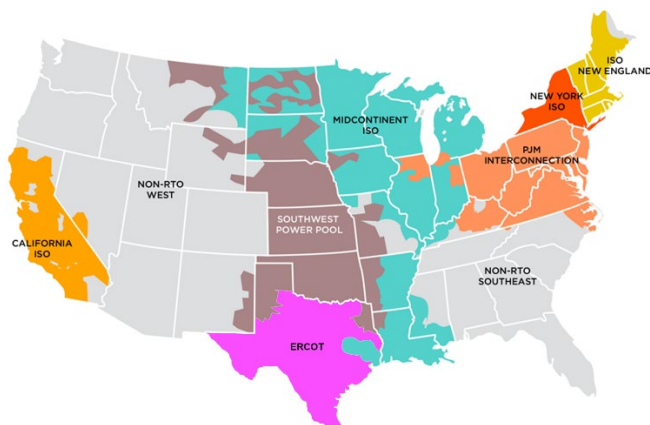 ISO
NEW ENGLAND
NEW YORK
ISO
MIDCONTINENT
ISO
PJM
INTERCONNECTION
NON-RTO
WEST
SOUTHWEST
POWER POOL
CALIFORNIA
ISO
NON-RTO
SOUTHEAST
ERCOT